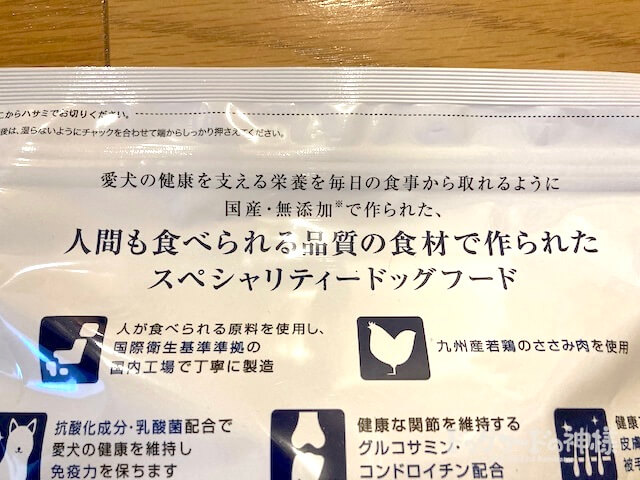 こからハサミでお切りください。
後は、湿らないようにチャックを合わせて端からしっかり押さえてください。
愛犬の健康を支える栄養を毎日の食事から取れるように
国産・無添加※で作られた、
人間も食べられる品質の食材で作られた
スペシャリティードッグフード
人が食べられる原料を使用し、
国際衛生基準準拠の
国内工場で丁寧に製造
九州産若鶏のささみ肉を使用
抗酸化成分・乳酸菌配合で
愛犬の健康を維持し
免疫力を保ちます
健康な関節を維持する
グルコサミン・
コンドロイチン配合
健康
皮膚
被毛
の神様